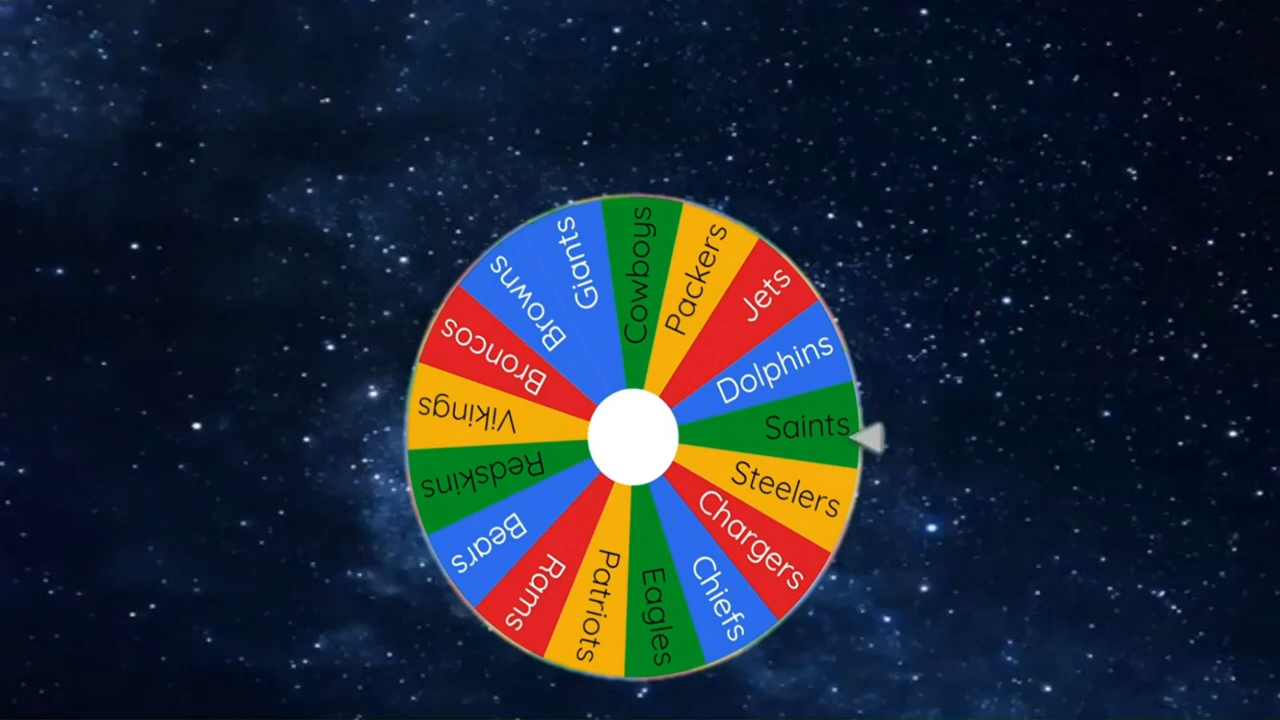 Cowboys
Packers
Jets
Dolphins
Saints
Steelers
Chargers
Chiefs
Eagles
Patriots
Rams
Bears
Redskins
Vikings
Broncos
Browns
Giants